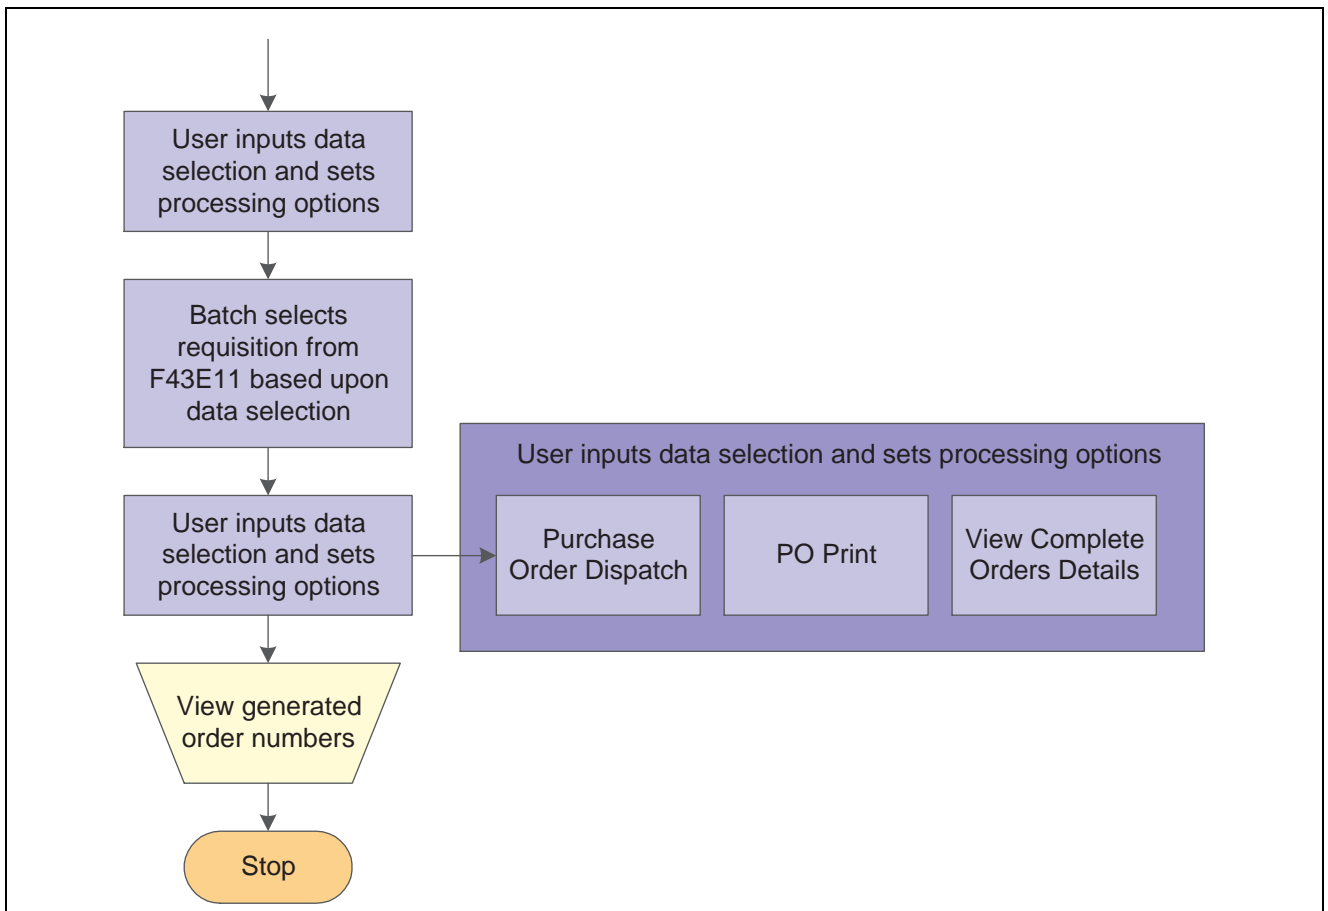 User inputs data
selection and sets
processing options
Batch selects
requisition from
F43E11 based upon
data selection
User inputs data
selection and sets
processing options
User inputs data selection and sets processing options
Purchase
Order Dispatch
PO Print
View Complete
Orders Details
View generated
order numbers
Stop